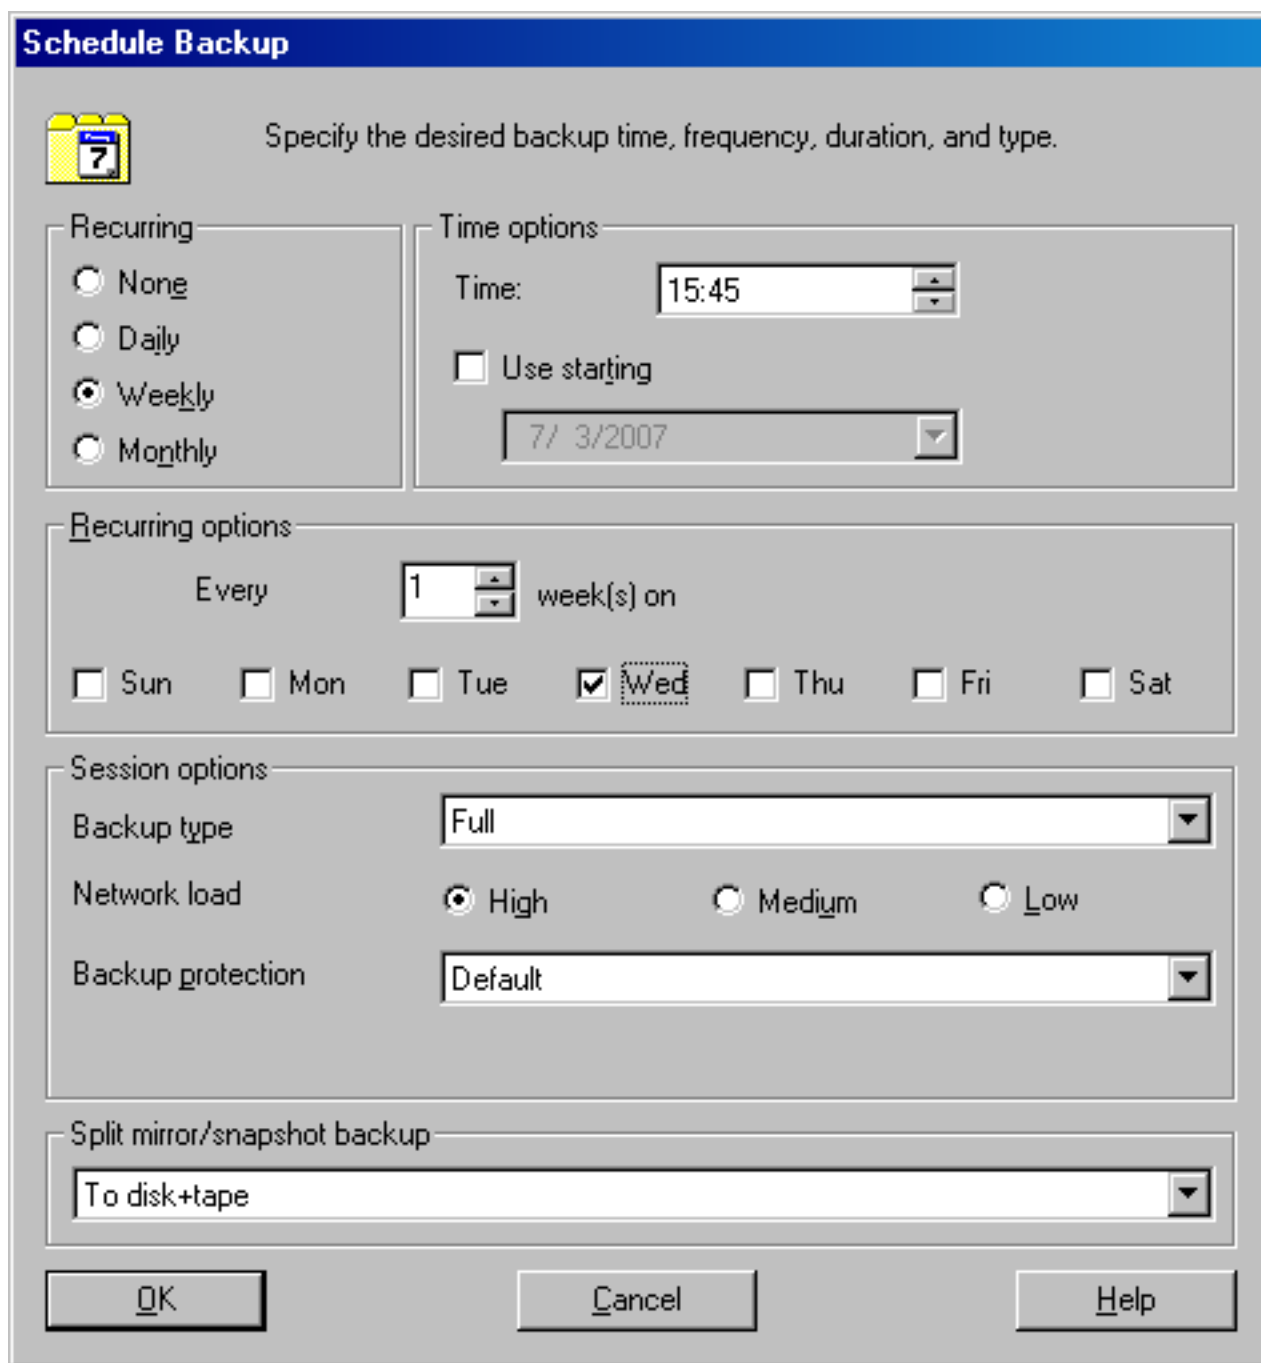 Schedule Backup
7
Specify the desired backup time, frequency, duration, and type.
Recurring
None
Daily
Weekly
Monthly
Time options
Time: 15:45
Use starting
7/ 3/2007
Recurring options
Every 1 week(s) on
Sun Mon Tue Wed Thu Fri Sat
Session options
Backup type Full
Network load High Medium Low
Backup protection Default
Split mirror/snapshot backup
To disk+tape
OK Cancel Help